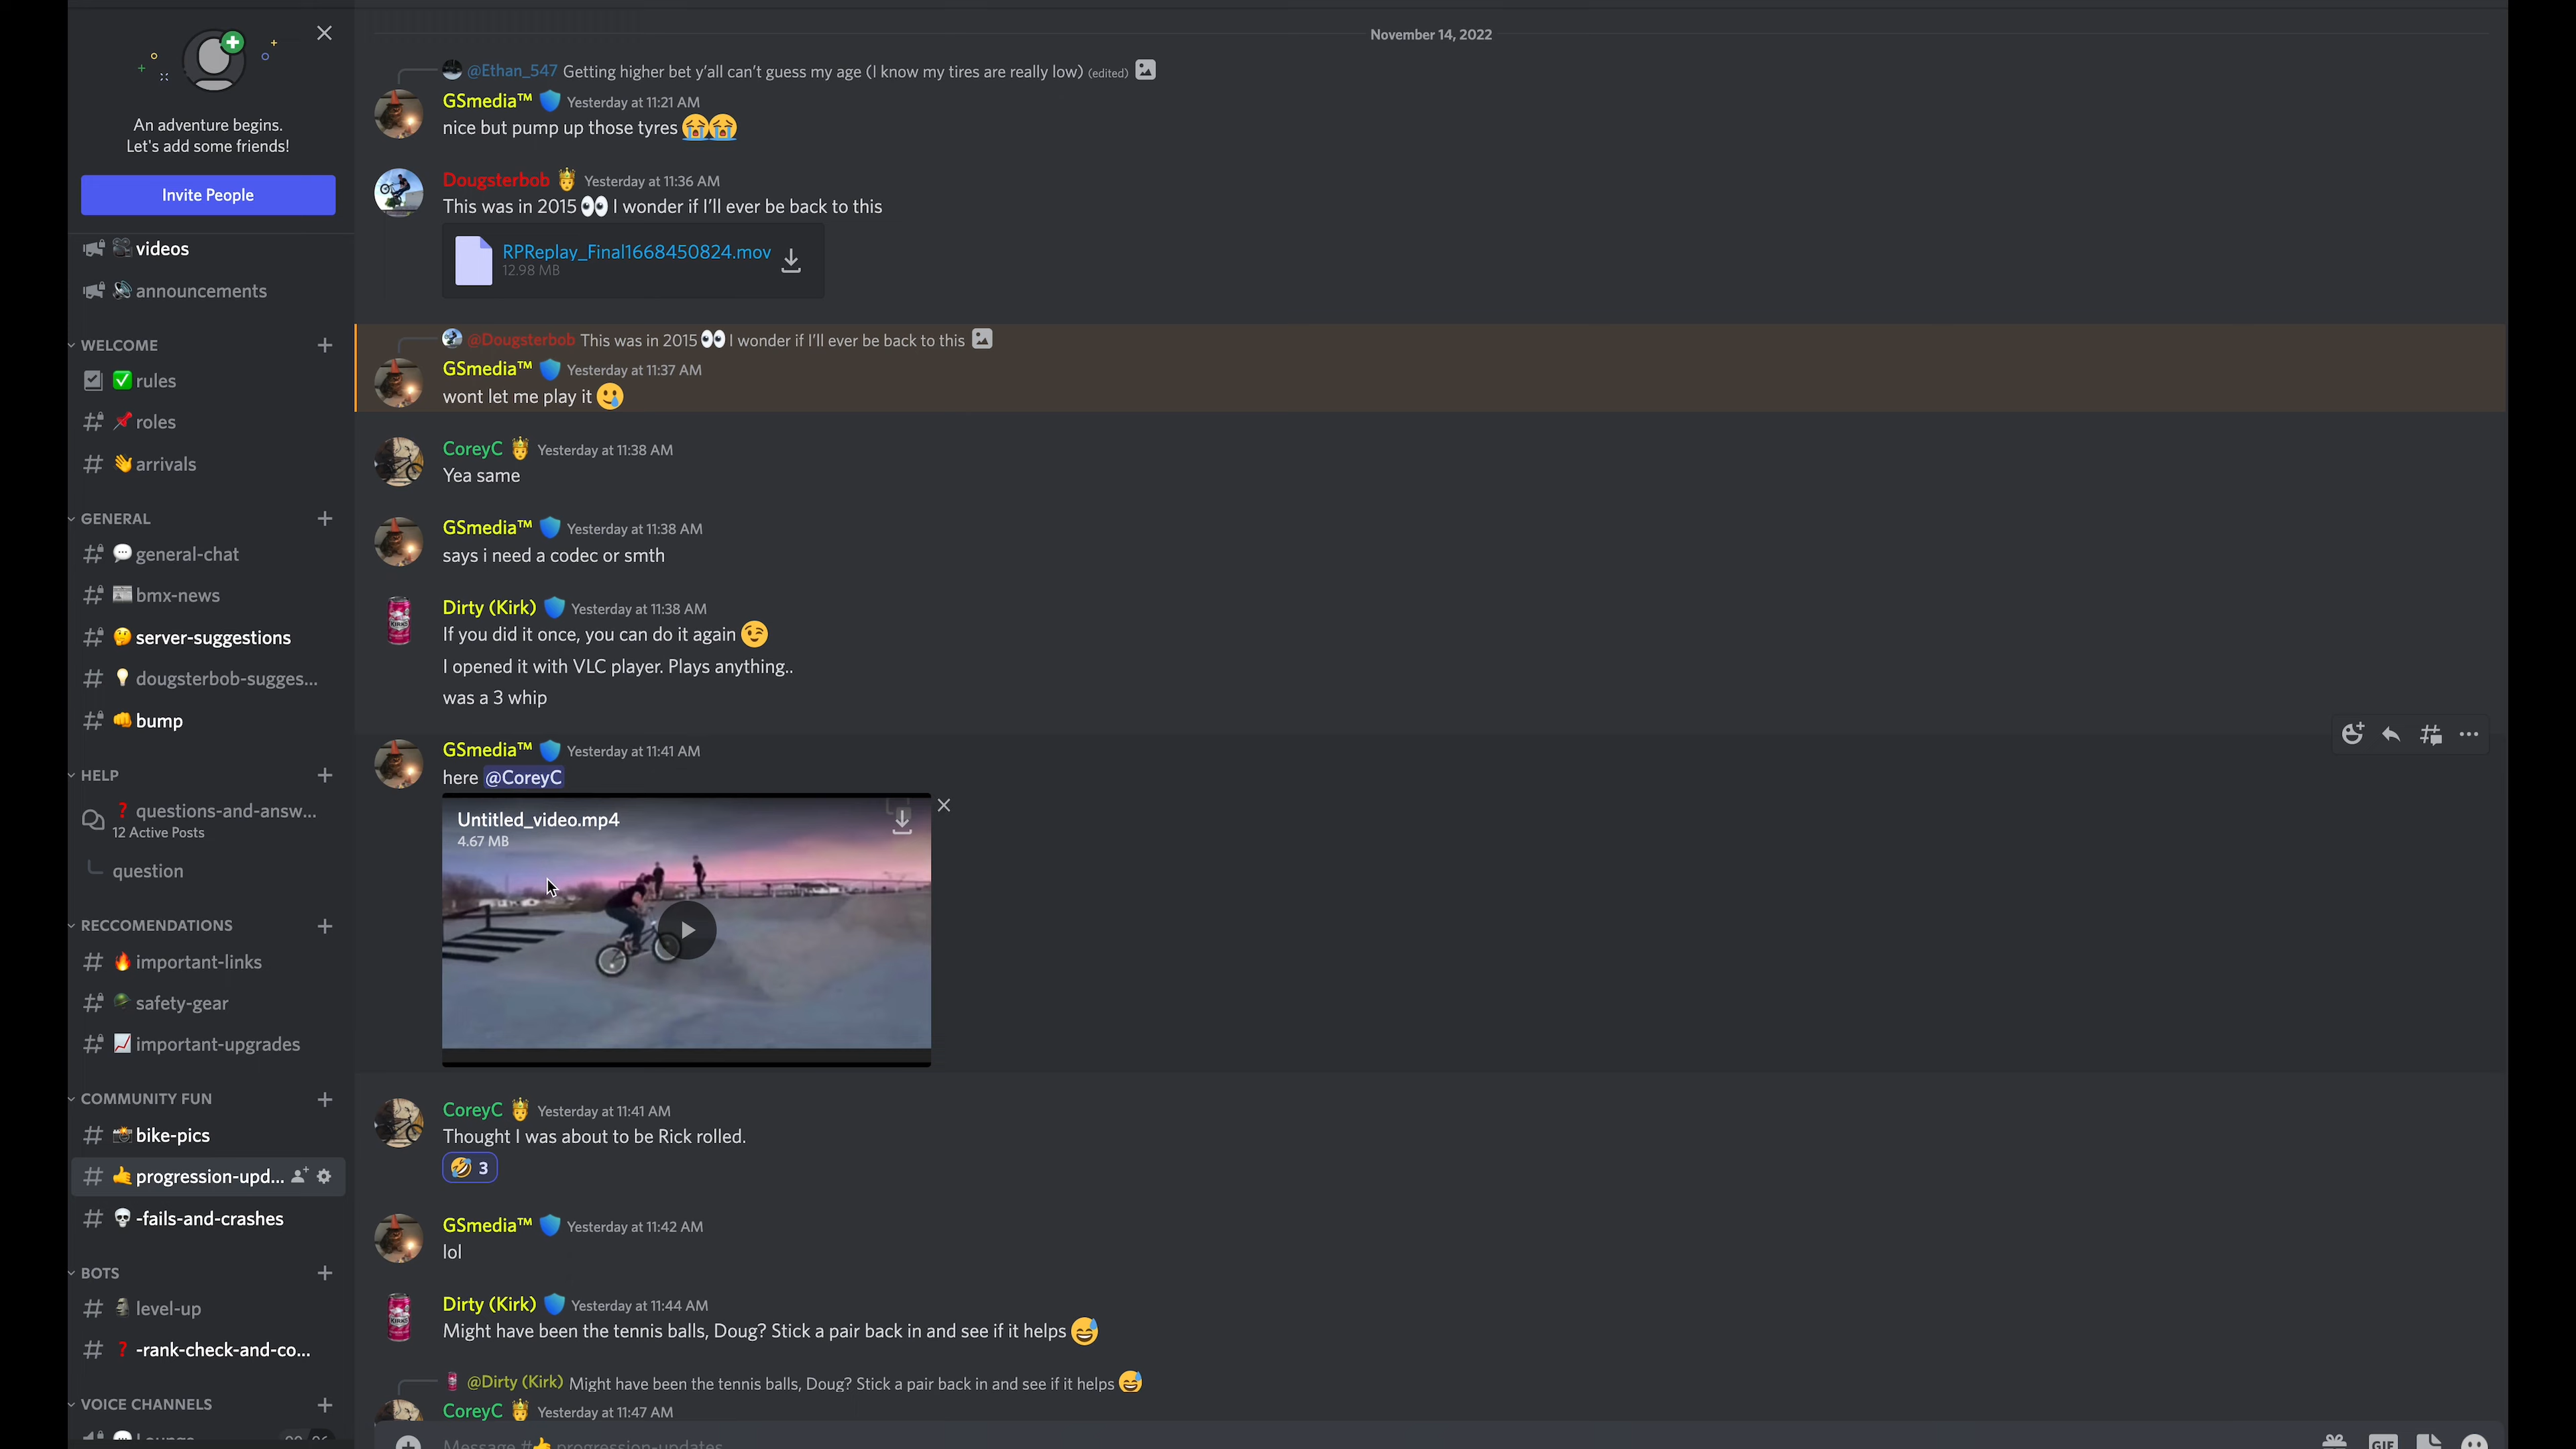 An adventure begins.
Let's add some friends!
Invite People
videos
announcements
WELCOME
rules
roles
arrivals
GENERAL
general-chat
bmx-news
server-suggestions
dougsterbob-sugges...
bump
HELP
questions-and-answ...
12 Active Posts
question
RECCOMENDATIONS
important-links
safety-gear
important-upgrades
COMMUNITY FUN
bike-pics
progression-upd...
-fails-and-crashes
BOTS
level-up
-rank-check-and-co...
VOICE CHANNELS
November 14, 2022
@Ethan_547 Getting higher bet y'all can't guess my age (I know my tires are really low) (edited)
GSmedia™ Yesterday at 11:21 AM
nice but pump up those tyres 😭😭
Dougsterbob 🤴 Yesterday at 11:36 AM
This was in 2015 👀 I wonder if I'll ever be back to this
RPReplay_Final1668450824.mov
12.98 MB
@Dougsterbob This was in 2015 👀 I wonder if I'll ever be back to this
GSmedia™ Yesterday at 11:37 AM
wont let me play it 🥲
CoreyC 🤴 Yesterday at 11:38 AM
Yea same
GSmedia™ Yesterday at 11:38 AM
says i need a codec or smth
Dirty (Kirk) Yesterday at 11:38 AM
If you did it once, you can do it again 😉
I opened it with VLC player. Plays anything..
was a 3 whip
GSmedia™ Yesterday at 11:41 AM
here @CoreyC
Untitled_video.mp4
4.67 MB
CoreyC 🤴 Yesterday at 11:41 AM
Thought I was about to be Rick rolled.
🤣 3
GSmedia™ Yesterday at 11:42 AM
lol
Dirty (Kirk) Yesterday at 11:44 AM
Might have been the tennis balls, Doug? Stick a pair back in and see if it helps 😅
@Dirty (Kirk) Might have been the tennis balls, Doug? Stick a pair back in and see if it helps 😅
CoreyC 🤴 Yesterday at 11:47 AM
Message #🤙progression-updates
GIF